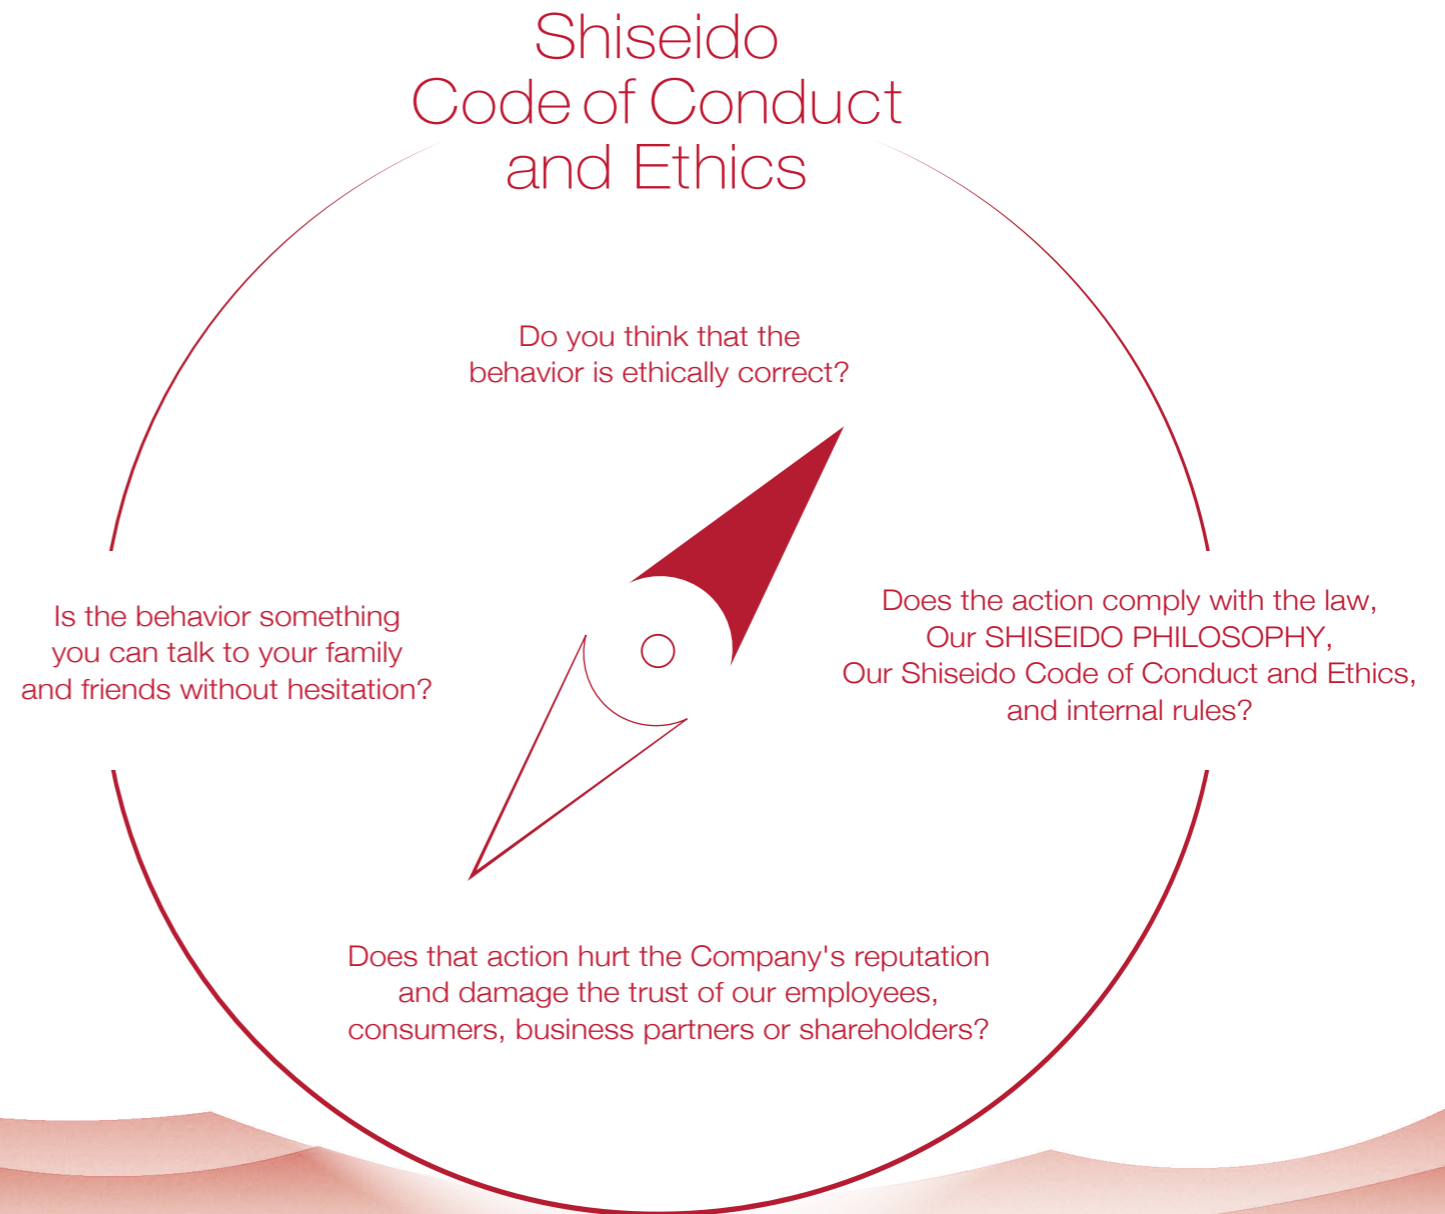 Shiseido
Code of Conduct
and Ethics
Do you think that the
behavior is ethically correct?
Is the behavior something
you can talk to your family
and friends without hesitation?
Does the action comply with the law,
Our SHISEIDO PHILOSOPHY,
Our Shiseido Code of Conduct and Ethics,
and internal rules?
Does that action hurt the Company's reputation
and damage the trust of our employees,
consumers, business partners or shareholders?